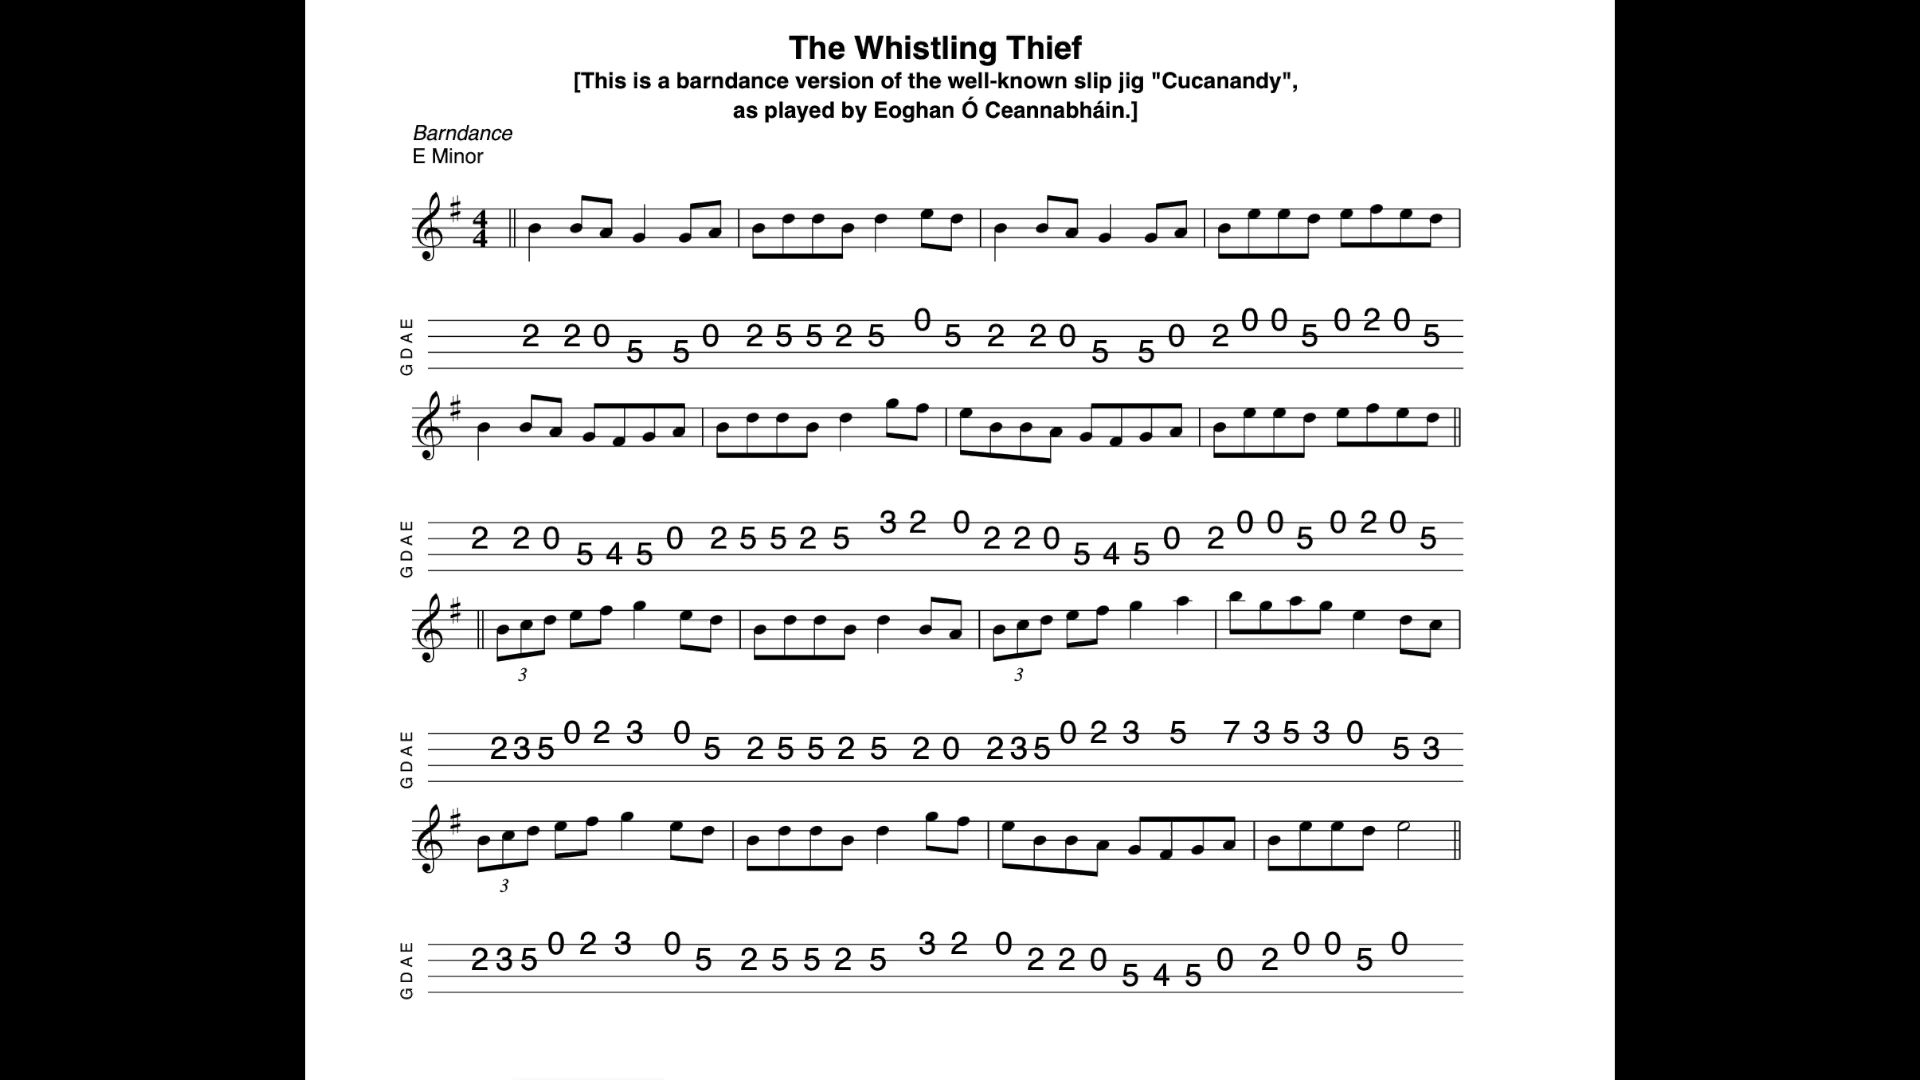 The Whistling Thief
[This is a barndance version of the well-known slip jig "Cucanandy",
as played by Eoghan Ó Ceannabháin.]
Barndance
E Minor
4
4
G D A E
2 2 0 5 5 0 2 5 5 2 5 0 5 2 2 0 5 5 0 2 0 0 5 0 2 0 5
G D A E
2 2 0 5 4 5 0 2 5 5 2 5 3 2 0 2 2 0 5 4 5 0 2 0 0 5 0 2 0 5
3 3
G D A E
2 3 5 0 2 3 0 5 2 5 5 2 5 2 0 2 3 5 0 2 3 5 7 3 5 3 0 5 3
3
G D A E
2 3 5 0 2 3 0 5 2 5 5 2 5 3 2 0 2 2 0 5 4 5 0 2 0 0 5 0